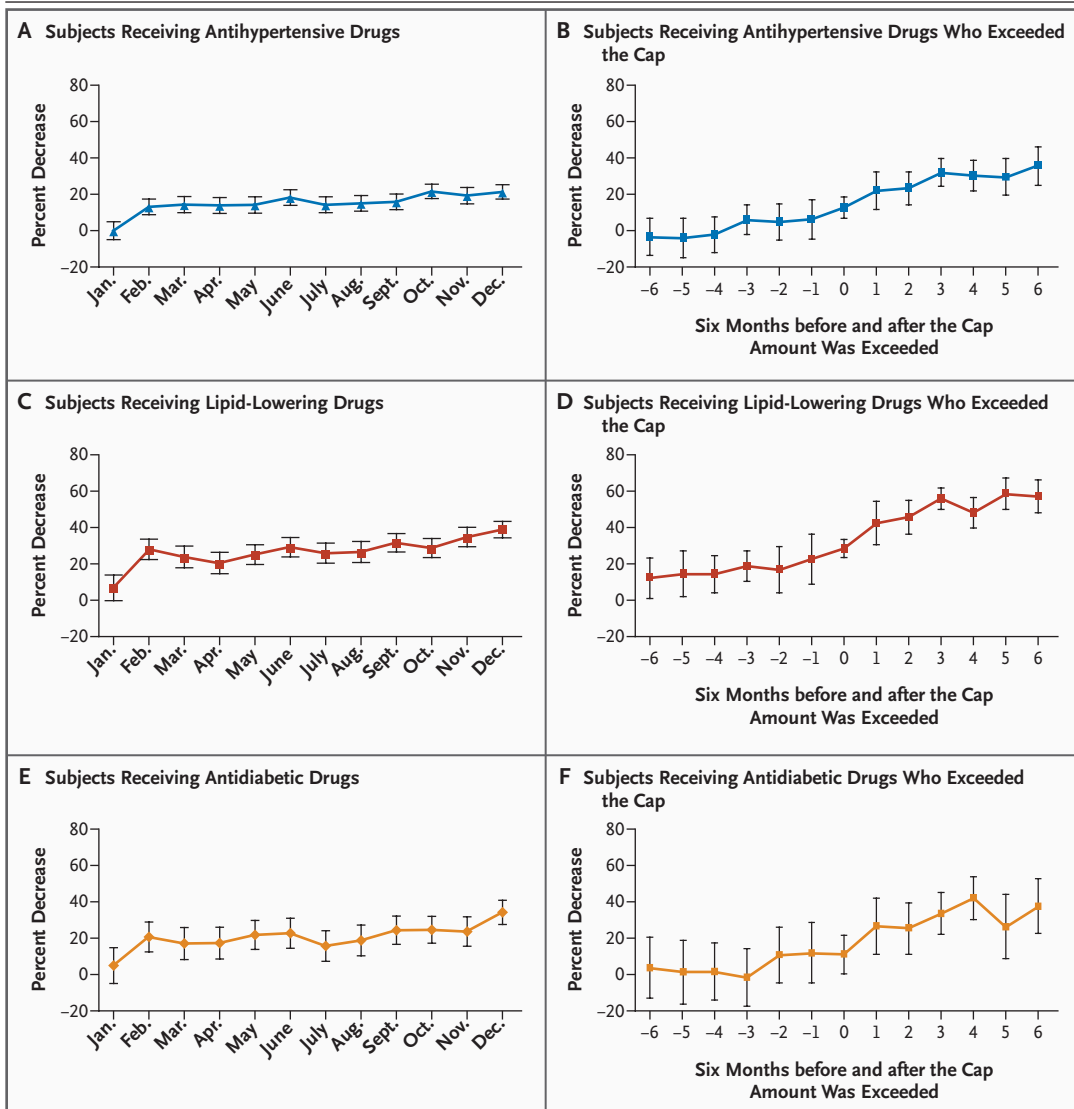 A Subjects Receiving Antihypertensive Drugs
80
60
40
20
0
–20
Percent Decrease
Jan.
Feb.
Mar.
Apr.
May
June
July
Aug.
Sept.
Oct.
Nov.
Dec.
B Subjects Receiving Antihypertensive Drugs Who Exceeded
the Cap
80
60
40
20
0
–20
Percent Decrease
–6 –5 –4 –3 –2 –1 0 1 2 3 4 5 6
Six Months before and after the Cap
Amount Was Exceeded
C Subjects Receiving Lipid-Lowering Drugs
80
60
40
20
0
–20
Percent Decrease
Jan.
Feb.
Mar.
Apr.
May
June
July
Aug.
Sept.
Oct.
Nov.
Dec.
D Subjects Receiving Lipid-Lowering Drugs Who Exceeded
the Cap
80
60
40
20
0
–20
Percent Decrease
–6 –5 –4 –3 –2 –1 0 1 2 3 4 5 6
Six Months before and after the Cap
Amount Was Exceeded
E Subjects Receiving Antidiabetic Drugs
80
60
40
20
0
–20
Percent Decrease
Jan.
Feb.
Mar.
Apr.
May
June
July
Aug.
Sept.
Oct.
Nov.
Dec.
F Subjects Receiving Antidiabetic Drugs Who Exceeded
the Cap
80
60
40
20
0
–20
Percent Decrease
–6 –5 –4 –3 –2 –1 0 1 2 3 4 5 6
Six Months before and after the Cap
Amount Was Exceeded